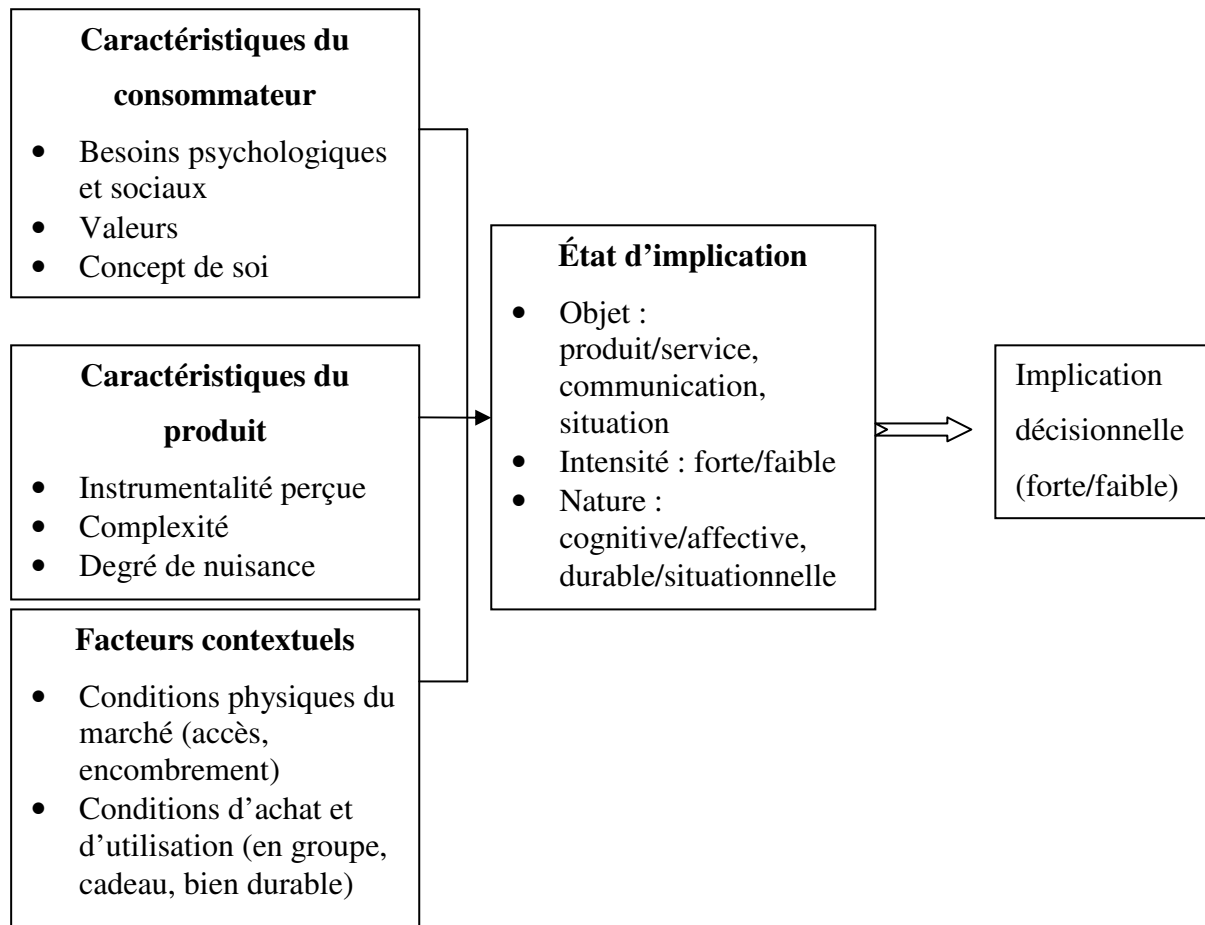 Caractéristiques du
consommateur
• Besoins psychologiques
et sociaux
• Valeurs
• Concept de soi
Caractéristiques du
produit
• Instrumentalité perçue
• Complexité
• Degré de nuisance
Facteurs contextuels
• Conditions physiques du
marché (accès,
encombrement)
• Conditions d’achat et
d’utilisation (en groupe,
cadeau, bien durable)
État d’implication
• Objet :
produit/service,
communication,
situation
• Intensité : forte/faible
• Nature :
cognitive/affective,
durable/situationnelle
Implication
décisionnelle
(forte/faible)